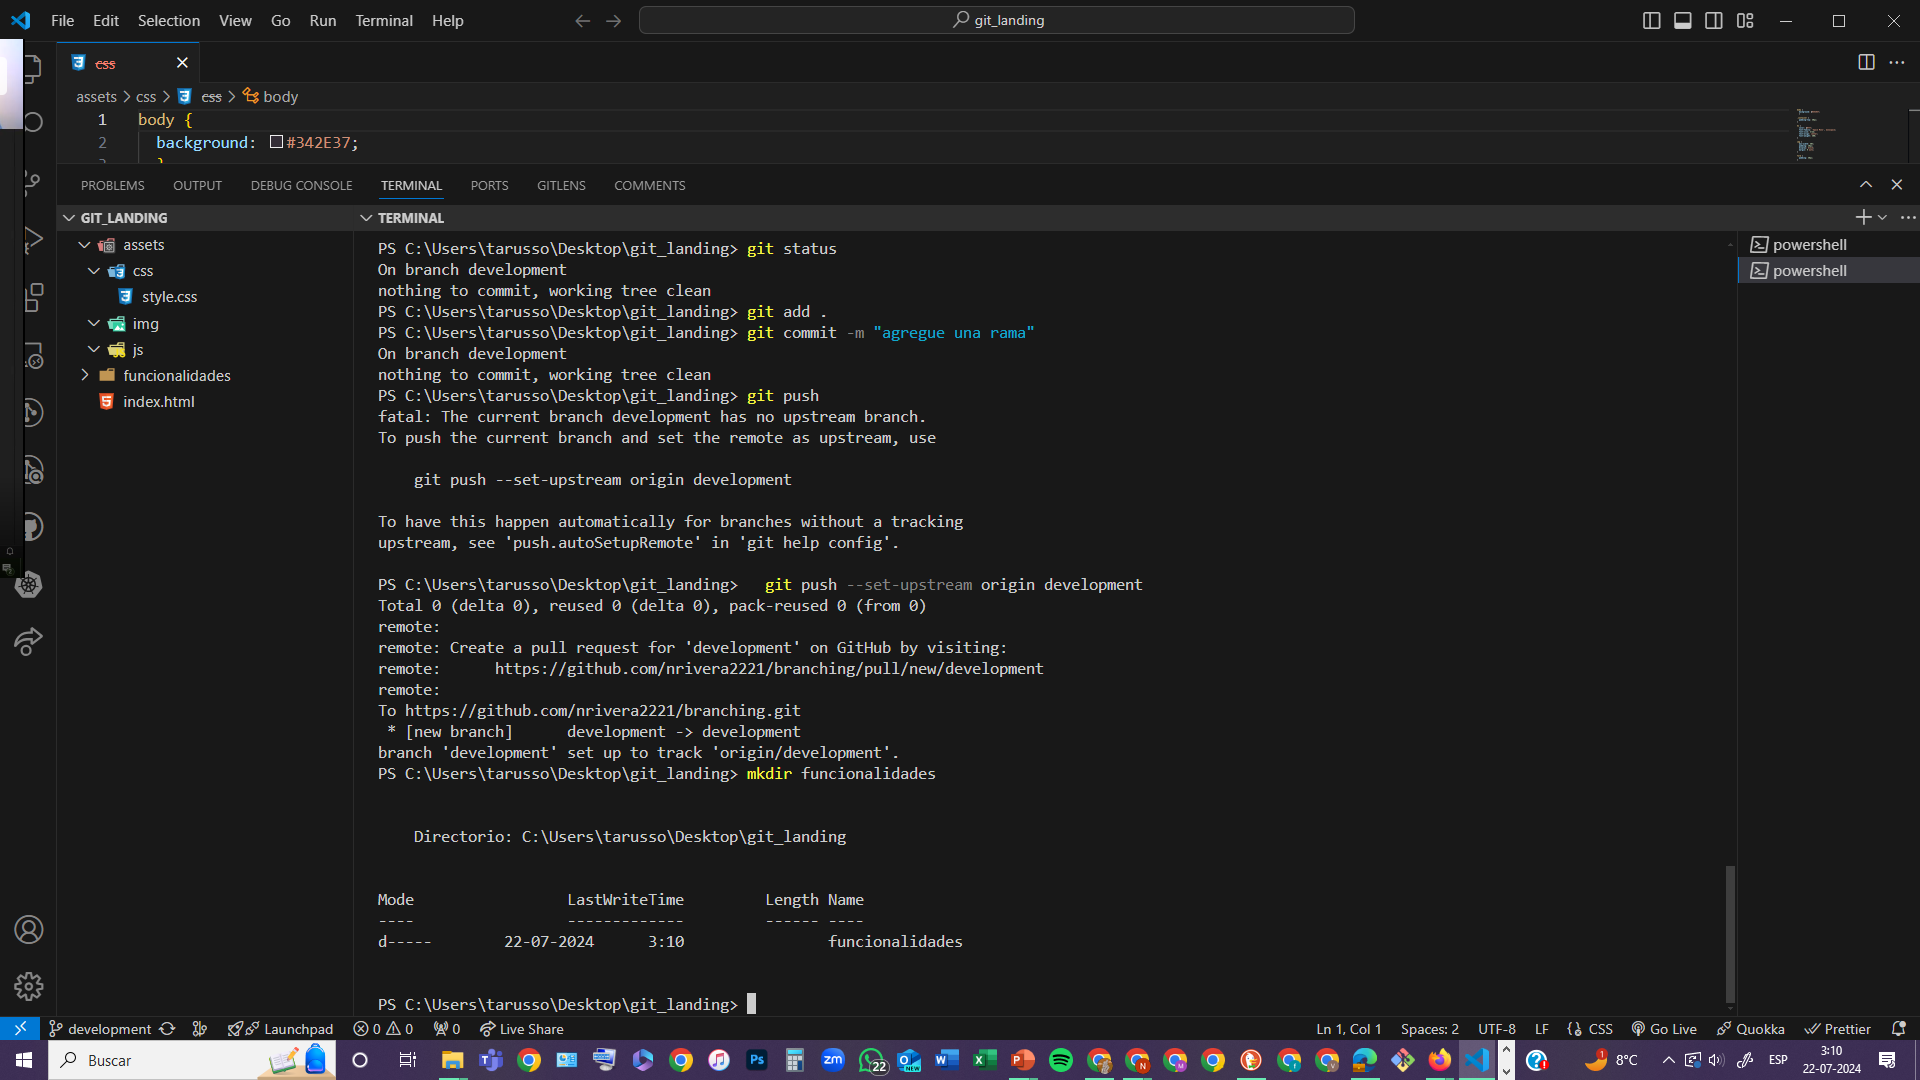 File Edit Selection View Go Run Terminal Help
git_landing
css
assets > css > css > body
1 body {
2 background: #342E37;
}
PROBLEMS OUTPUT DEBUG CONSOLE TERMINAL PORTS GITLENS COMMENTS
GIT_LANDING
assets
css
style.css
img
js
funcionalidades
index.html
TERMINAL
PS C:\Users\tarusso\Desktop\git_landing> git status
On branch development
nothing to commit, working tree clean
PS C:\Users\tarusso\Desktop\git_landing> git add .
PS C:\Users\tarusso\Desktop\git_landing> git commit -m "agregue una rama"
On branch development
nothing to commit, working tree clean
PS C:\Users\tarusso\Desktop\git_landing> git push
fatal: The current branch development has no upstream branch.
To push the current branch and set the remote as upstream, use
git push --set-upstream origin development
To have this happen automatically for branches without a tracking
upstream, see 'push.autoSetupRemote' in 'git help config'.
PS C:\Users\tarusso\Desktop\git_landing> git push --set-upstream origin development
Total 0 (delta 0), reused 0 (delta 0), pack-reused 0 (from 0)
remote:
remote: Create a pull request for 'development' on GitHub by visiting:
remote: https://github.com/nrivera2221/branching/pull/new/development
remote:
To https://github.com/nrivera2221/branching.git
* [new branch] development -> development
branch 'development' set up to track 'origin/development'.
PS C:\Users\tarusso\Desktop\git_landing> mkdir funcionalidades
Directorio: C:\Users\tarusso\Desktop\git_landing
Mode LastWriteTime Length Name
---- ------------- ------ ----
d----- 22-07-2024 3:10 funcionalidades
PS C:\Users\tarusso\Desktop\git_landing>
powershell
powershell
development Launchpad 0 0 0 Live Share
Ln 1, Col 1 Spaces: 2 UTF-8 LF {} CSS Go Live Quokka Prettier
Buscar
22
8°C
ESP
3:10
22-07-2024